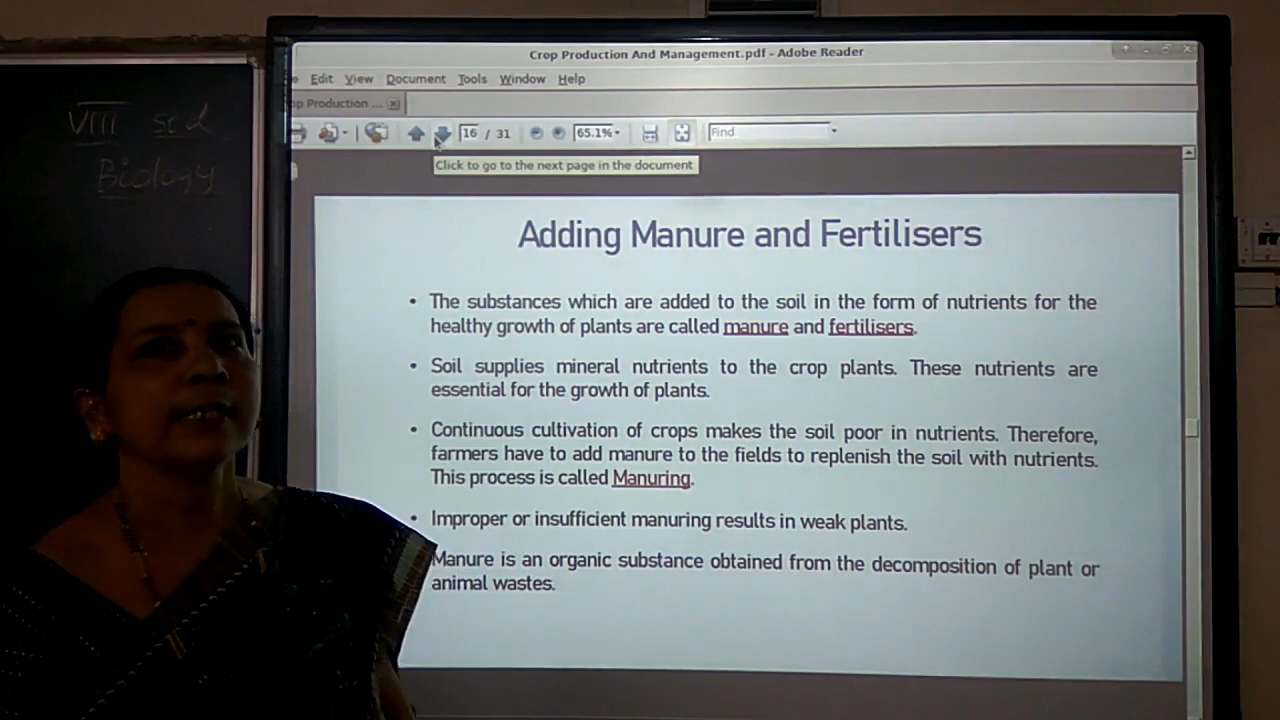 VIII std
Biology
Crop Production And Management.pdf - Adobe Reader
Edit View Document Tools Window Help
op Production ...
16 / 31 65.1% Find
Click to go to the next page in the document
Adding Manure and Fertilisers
• The substances which are added to the soil in the form of nutrients for the
healthy growth of plants are called manure and fertilisers.
• Soil supplies mineral nutrients to the crop plants. These nutrients are
essential for the growth of plants.
• Continuous cultivation of crops makes the soil poor in nutrients. Therefore,
farmers have to add manure to the fields to replenish the soil with nutrients.
This process is called Manuring.
• Improper or insufficient manuring results in weak plants.
Manure is an organic substance obtained from the decomposition of plant or
animal wastes.